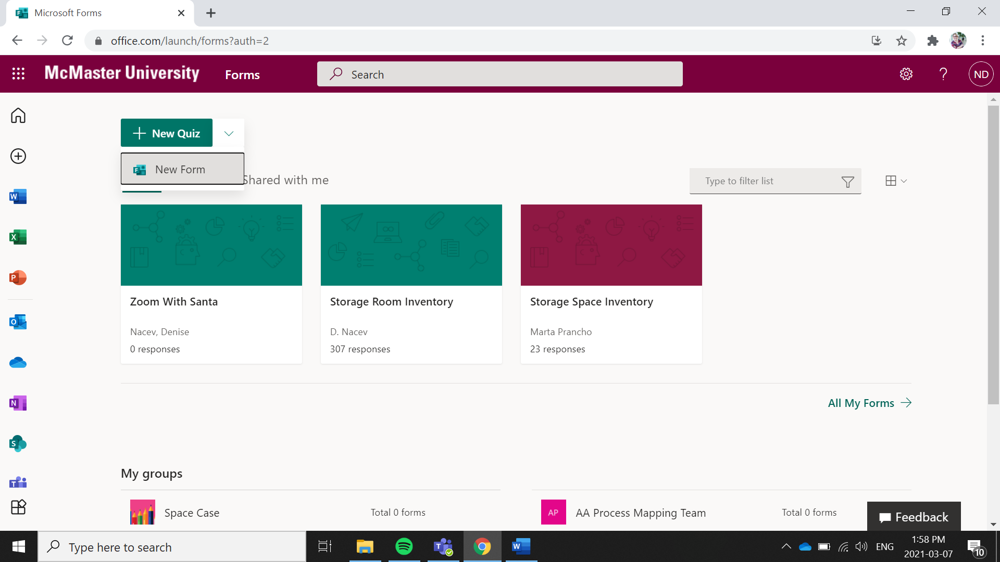 Microsoft Forms
office.com/launch/forms?auth=2
McMaster University
Forms
Search
?
ND
New Quiz
New Form
Shared with me
Type to filter list
Zoom With Santa
Nacev, Denise
0 responses
Storage Room Inventory
D. Nacev
307 responses
Storage Space Inventory
Marta Prancho
23 responses
All My Forms
My groups
Space Case
Total 0 forms
AP
AA Process Mapping Team
Total 0 forms
Feedback
Type here to search
ENG
1:58 PM
2021-03-07
10